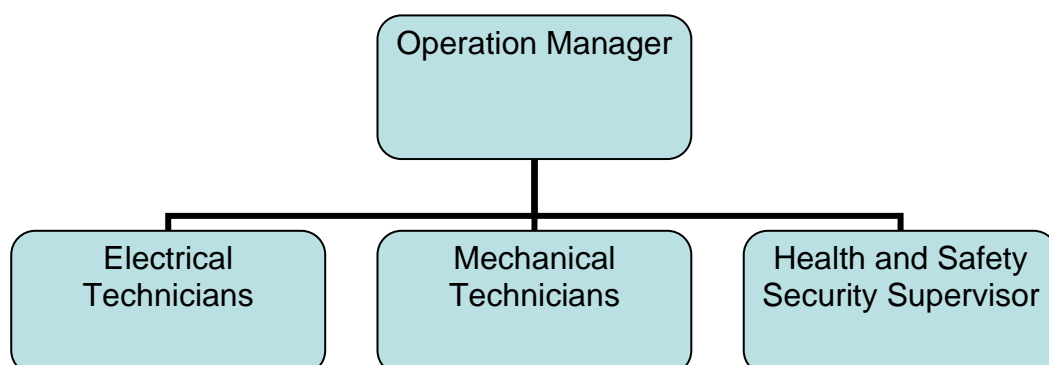 Operation Manager
Electrical
Technicians
Mechanical
Technicians
Health and Safety
Security Supervisor